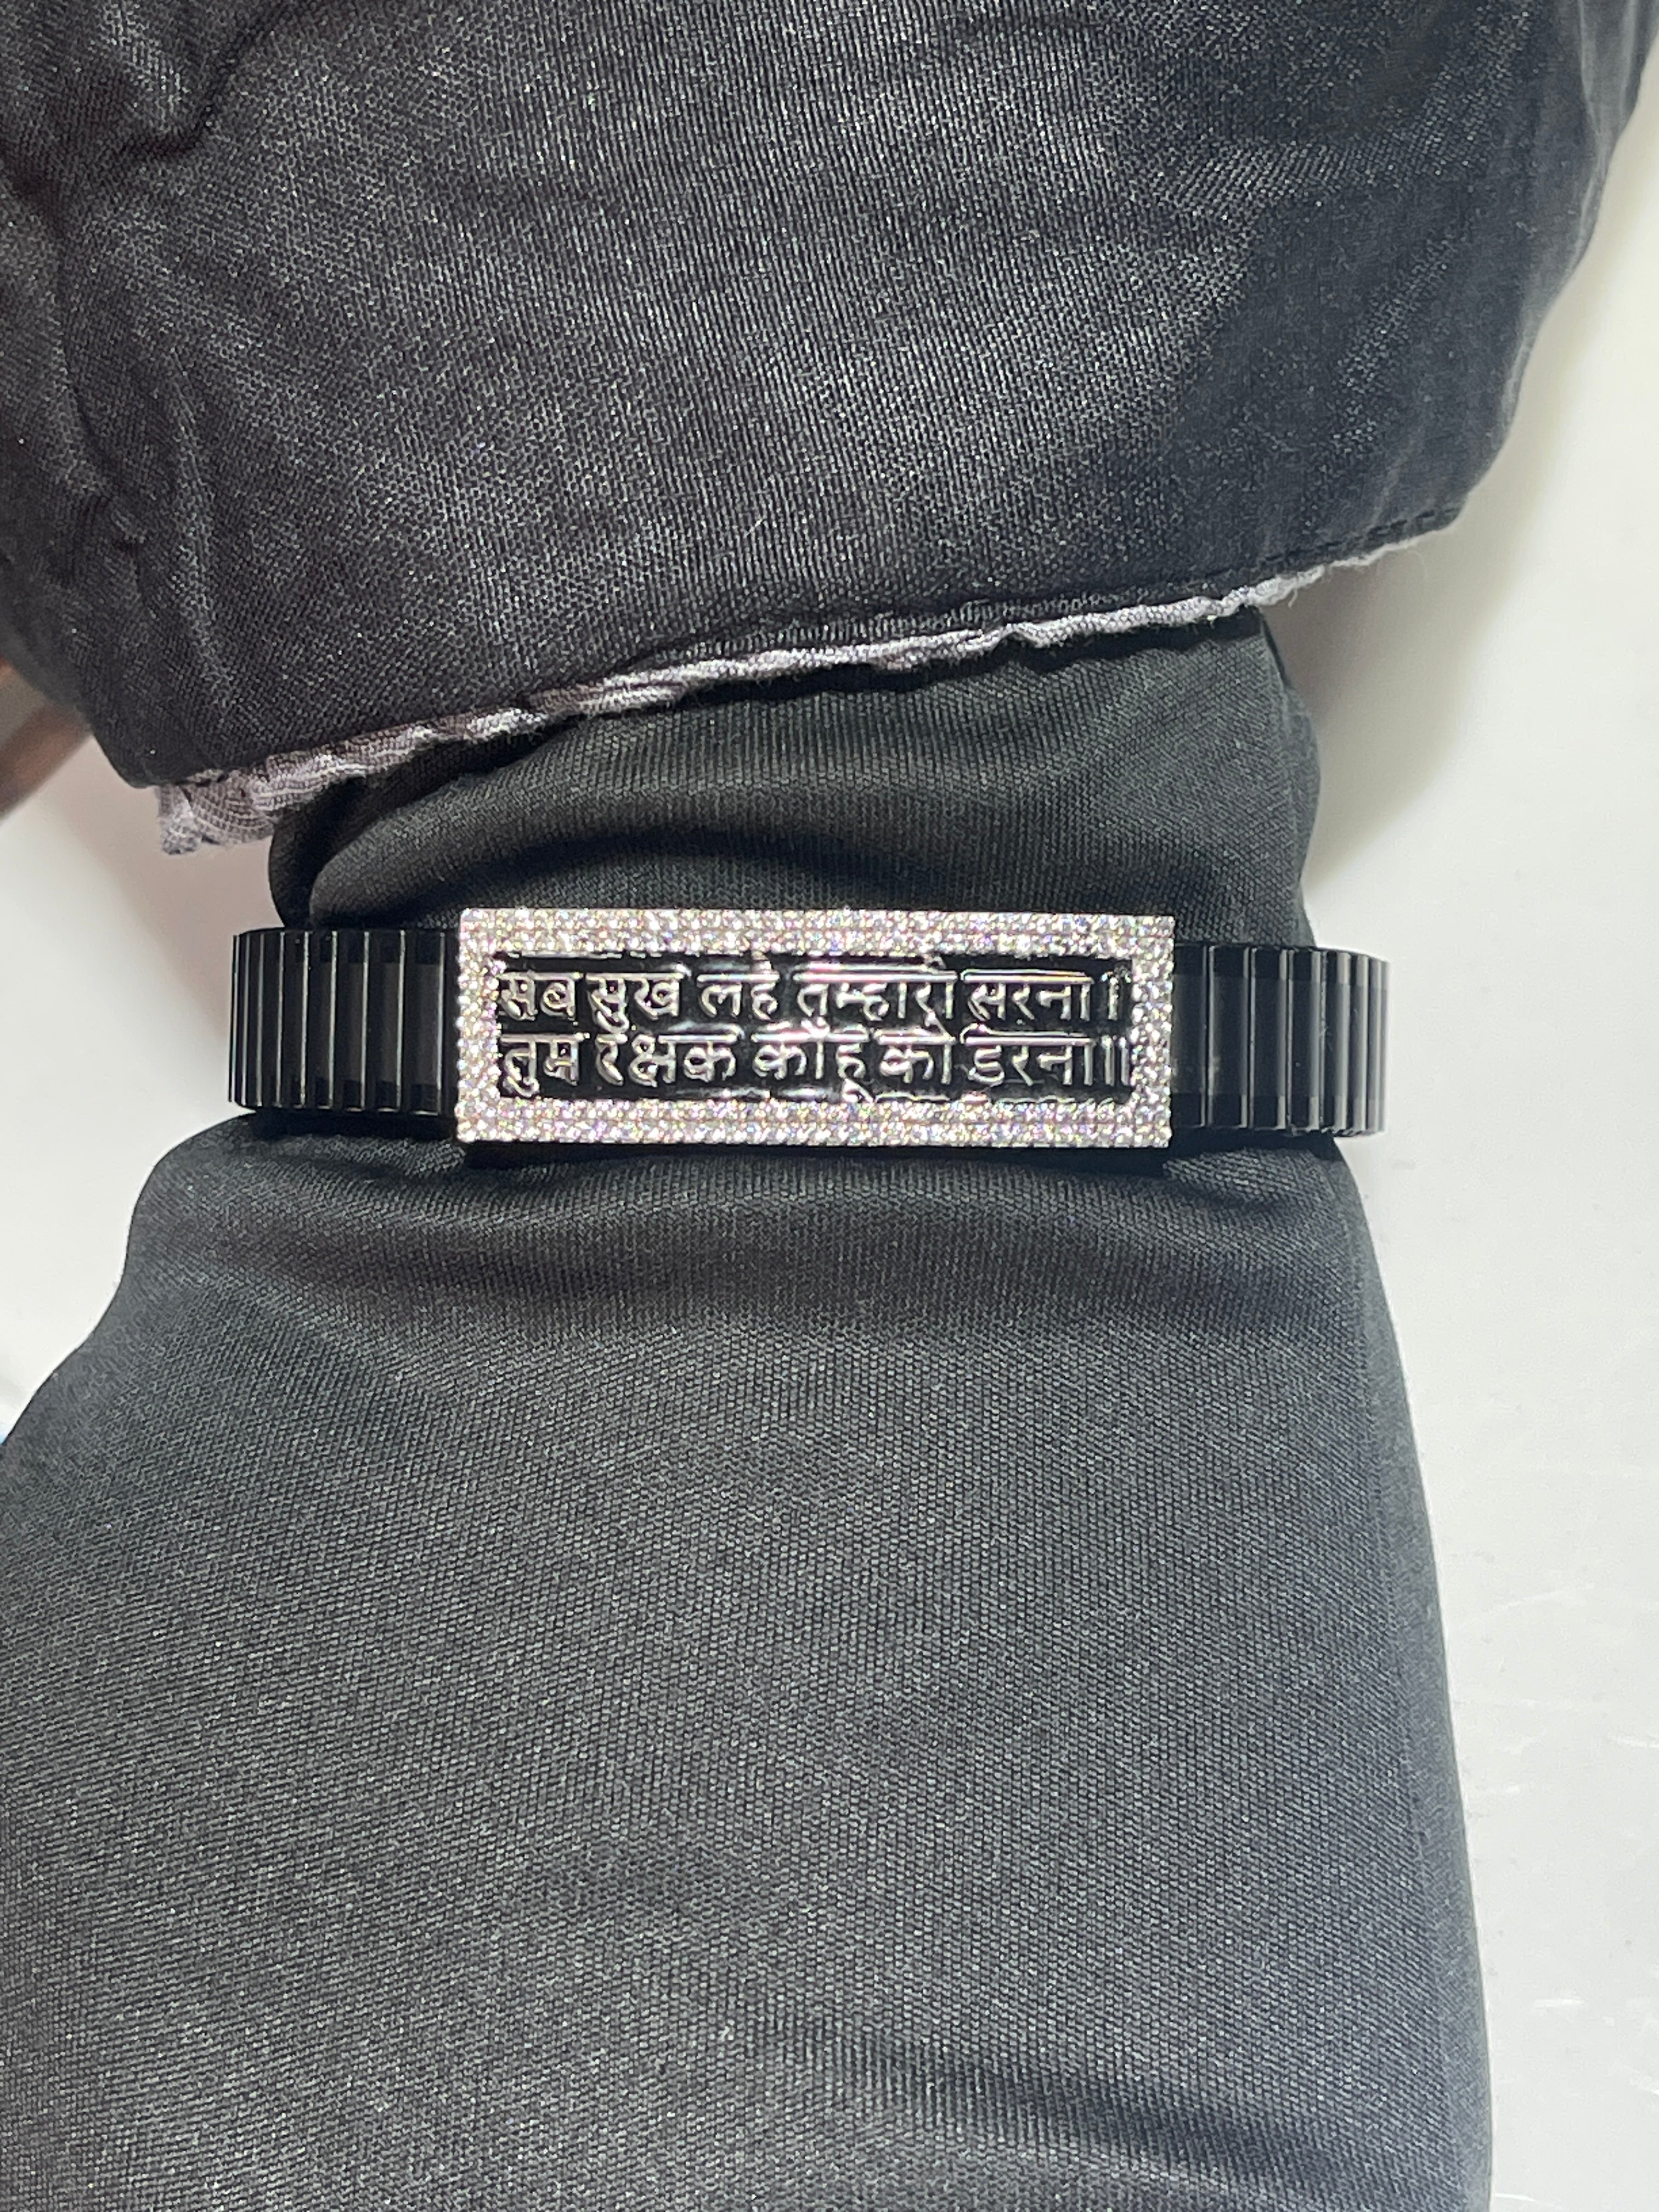 सब सुख लहै तुम्हारी सरना।
तुम रक्षक काहू को डरना॥